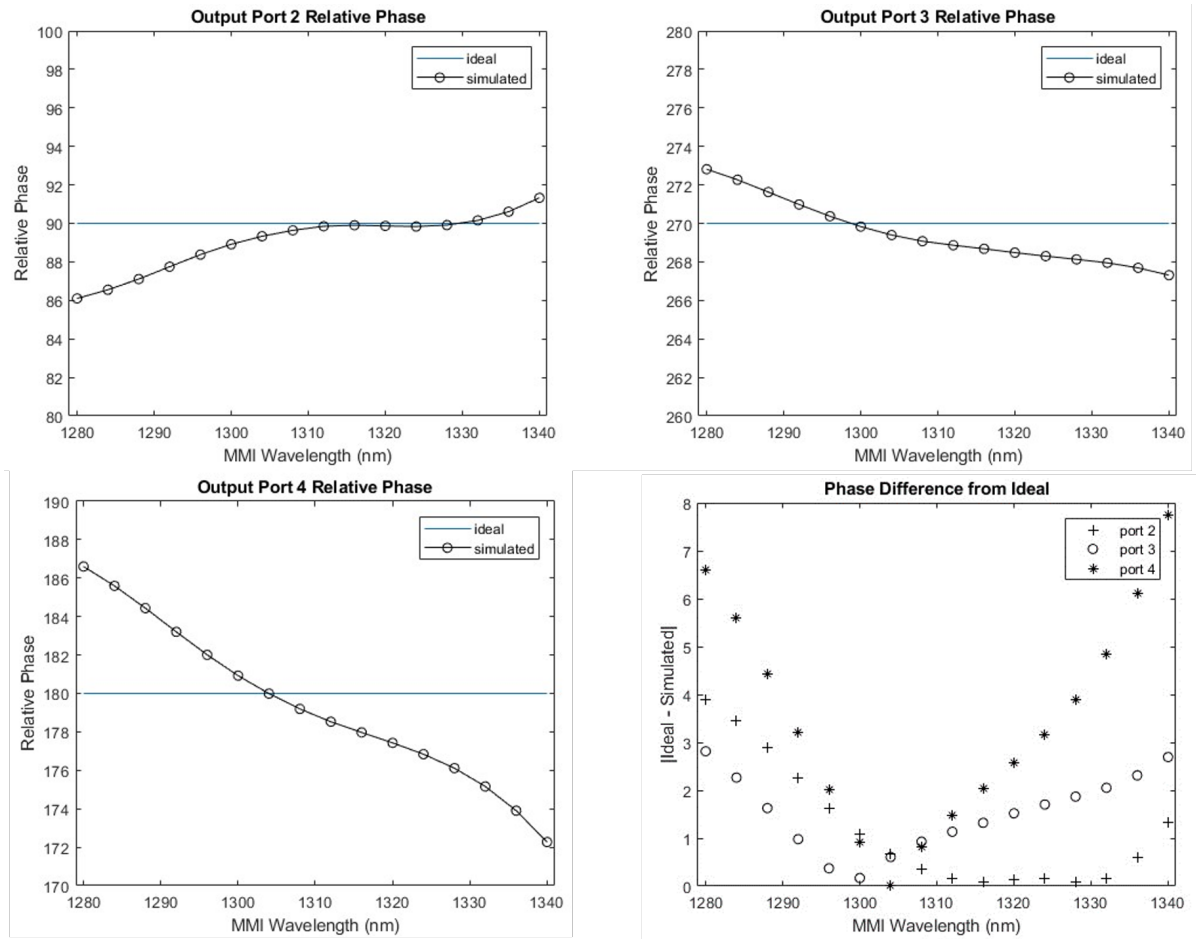 Output Port 2 Relative Phase
100
98
96
94
92
90
88
86
84
82
80
Relative Phase
ideal
simulated
1280 1290 1300 1310 1320 1330 1340
MMI Wavelength (nm)
Output Port 3 Relative Phase
280
278
276
274
272
270
268
266
264
262
260
Relative Phase
ideal
simulated
1280 1290 1300 1310 1320 1330 1340
MMI Wavelength (nm)
Output Port 4 Relative Phase
190
188
186
184
182
180
178
176
174
172
170
Relative Phase
ideal
simulated
1280 1290 1300 1310 1320 1330 1340
MMI Wavelength (nm)
Phase Difference from Ideal
8
7
6
5
4
3
2
1
0
|Ideal - Simulated|
port 2
port 3
port 4
1280 1290 1300 1310 1320 1330 1340
MMI Wavelength (nm)